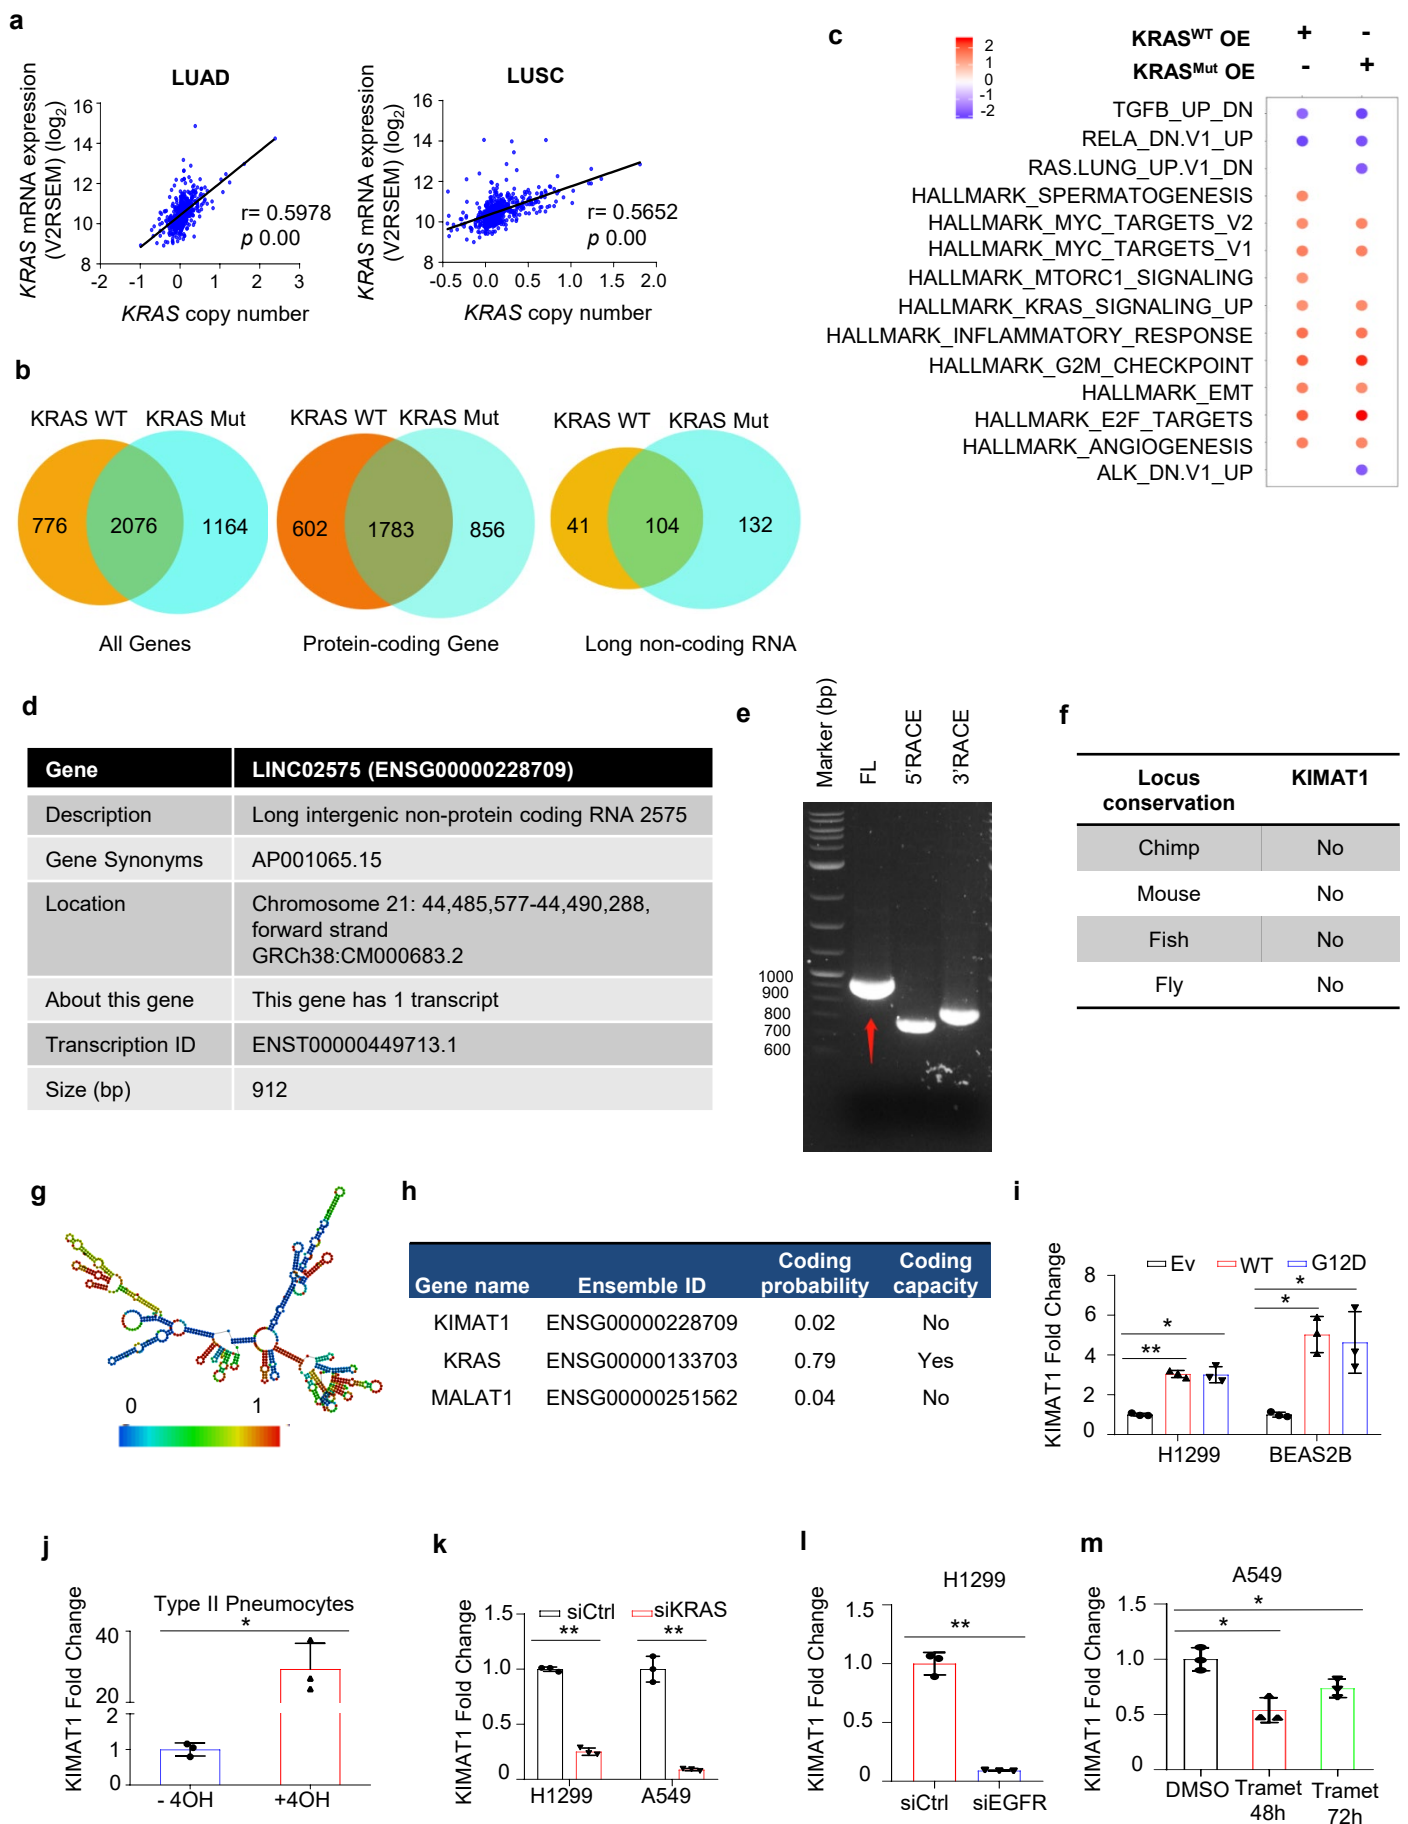 a
LUAD
KRAS mRNA expression
(V2RSEM) (log2)
16
14
12
10
8
r= 0.5978
p 0.00
-2 -1 0 1 2 3
KRAS copy number
LUSC
KRAS mRNA expression
(V2RSEM) (log2)
16
14
12
10
8
r= 0.5652
p 0.00
-0.5 0.0 0.5 1.0 1.5 2.0
KRAS copy number
b
KRAS WT KRAS Mut
776 2076 1164
All Genes
KRAS WT KRAS Mut
602 1783 856
Protein-coding Gene
KRAS WT KRAS Mut
41 104 132
Long non-coding RNA
c
2
1
0
-1
-2
KRASWT OE + -
KRASMut OE - +
TGFB_UP_DN
RELA_DN.V1_UP
RAS.LUNG_UP.V1_DN
HALLMARK_SPERMATOGENESIS
HALLMARK_MYC_TARGETS_V2
HALLMARK_MYC_TARGETS_V1
HALLMARK_MTORC1_SIGNALING
HALLMARK_KRAS_SIGNALING_UP
HALLMARK_INFLAMMATORY_RESPONSE
HALLMARK_G2M_CHECKPOINT
HALLMARK_EMT
HALLMARK_E2F_TARGETS
HALLMARK_ANGIOGENESIS
ALK_DN.V1_UP
d
Gene LINC02575 (ENSG00000228709)
Description Long intergenic non-protein coding RNA 2575
Gene Synonyms AP001065.15
Location Chromosome 21: 44,485,577-44,490,288,
forward strand
GRCh38:CM000683.2
About this gene This gene has 1 transcript
Transcription ID ENST00000449713.1
Size (bp) 912
e
Marker (bp)
FL
5'RACE
3'RACE
1000
900
800
700
600
f
Locus
conservation
KIMAT1
Chimp No
Mouse No
Fish No
Fly No
g
0 1
h
Gene name Ensemble ID Coding
probability Coding
capacity
KIMAT1 ENSG00000228709 0.02 No
KRAS ENSG00000133703 0.79 Yes
MALAT1 ENSG00000251562 0.04 No
i
KIMAT1 Fold Change
Ev WT G12D
8
6
4
2
0
*
**
*
*
H1299 BEAS2B
j
Type II Pneumocytes
KIMAT1 Fold Change
*
40
20
2
1
0
- 4OH +4OH
k
KIMAT1 Fold Change
siCtrl siKRAS
1.5
1.0
0.5
0
** **
H1299 A549
l
H1299
KIMAT1 Fold Change
1.5
1.0
0.5
0
**
siCtrl siEGFR
m
A549
KIMAT1 Fold Change
1.5
1.0
0.5
0
*
*
DMSO Tramet
48h Tramet
72h